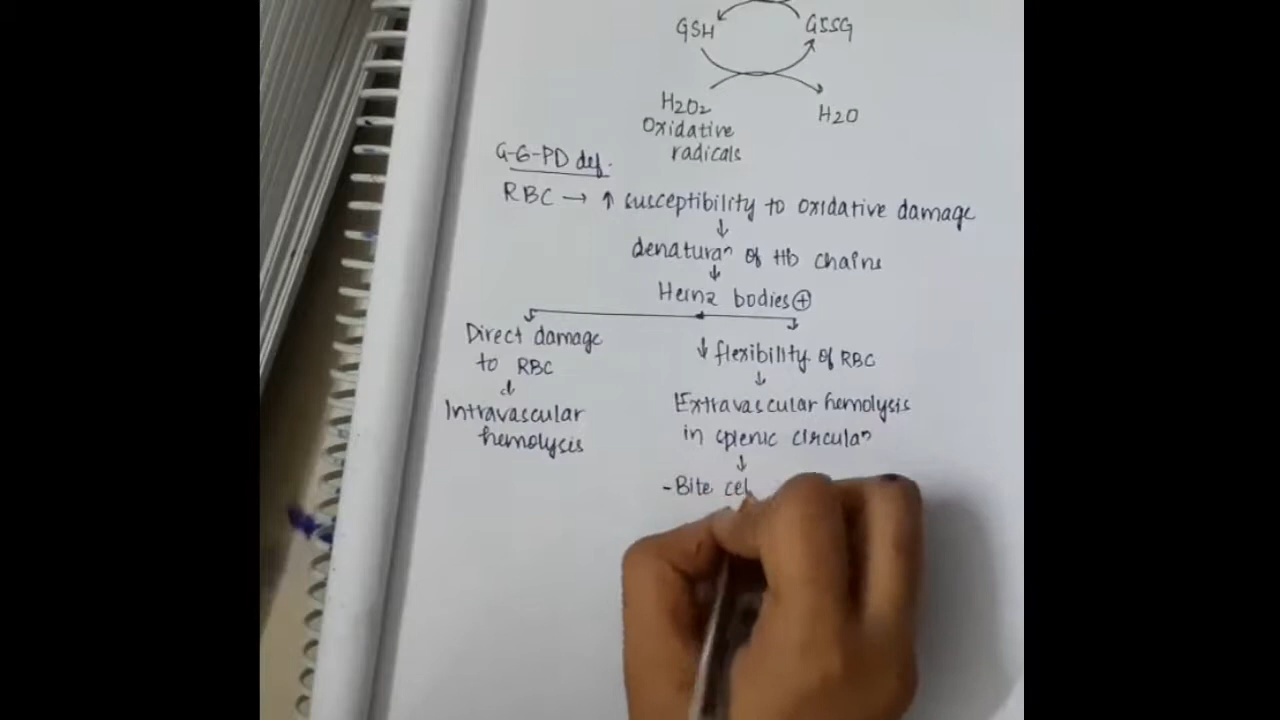 GSH GSSG
H2O2 H2O
Oxidative
radicals
G-6-PD def.
RBC → ↑ susceptibility to oxidative damage
↓
denaturaⁿ of Hb chains
↓
Heinz bodies ⊕
Direct damage
to RBC
↓
Intravascular
hemolysis
↓ flexibility of RBC
↓
Extravascular hemolysis
in splenic circulaⁿ
↓
-Bite cel